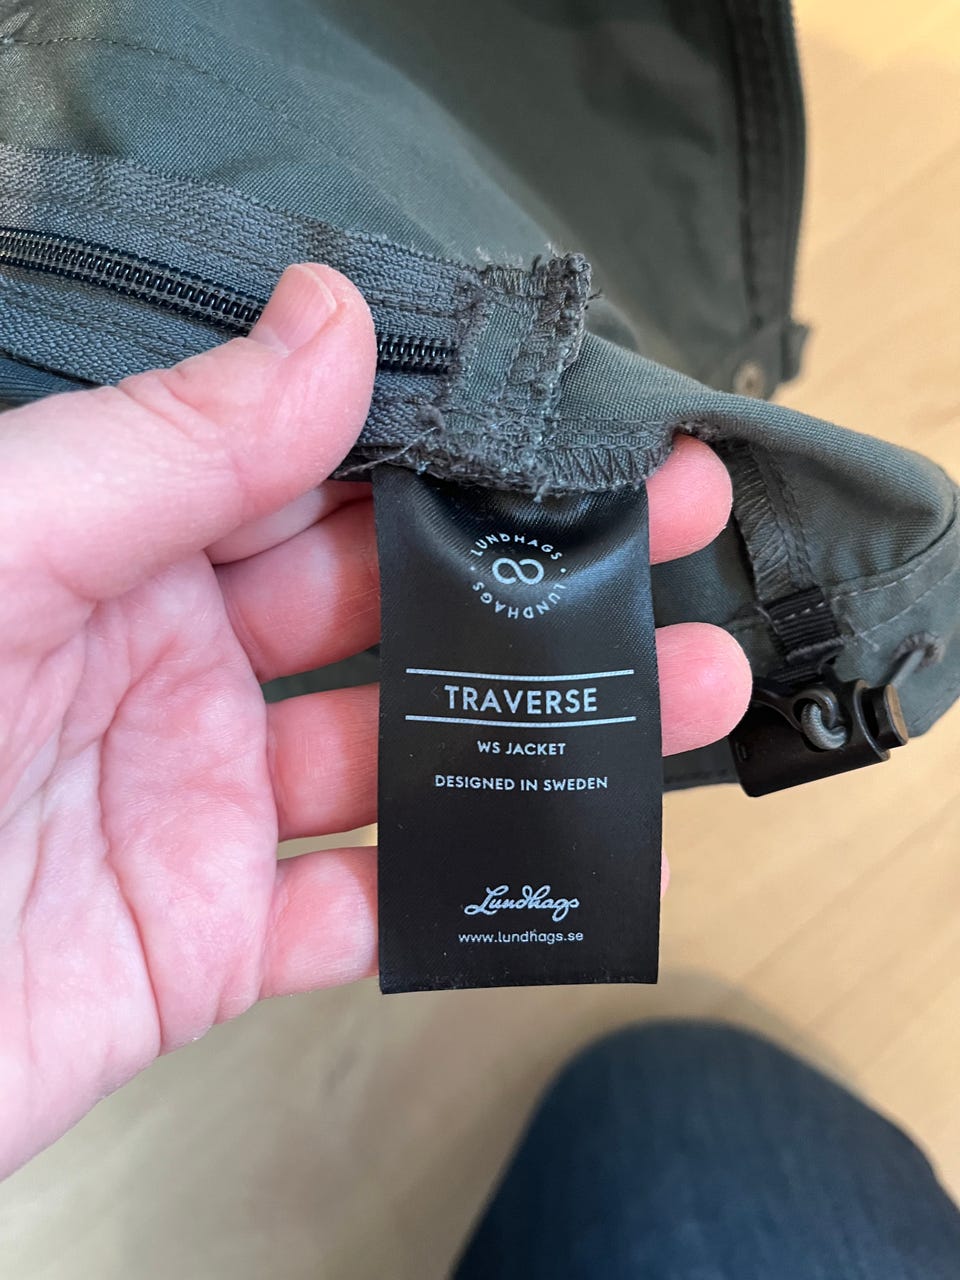 LUNDHAGS · LUNDHAGS ·
TRAVERSE
WS JACKET
DESIGNED IN SWEDEN
Lundhags
www.lundhags.se